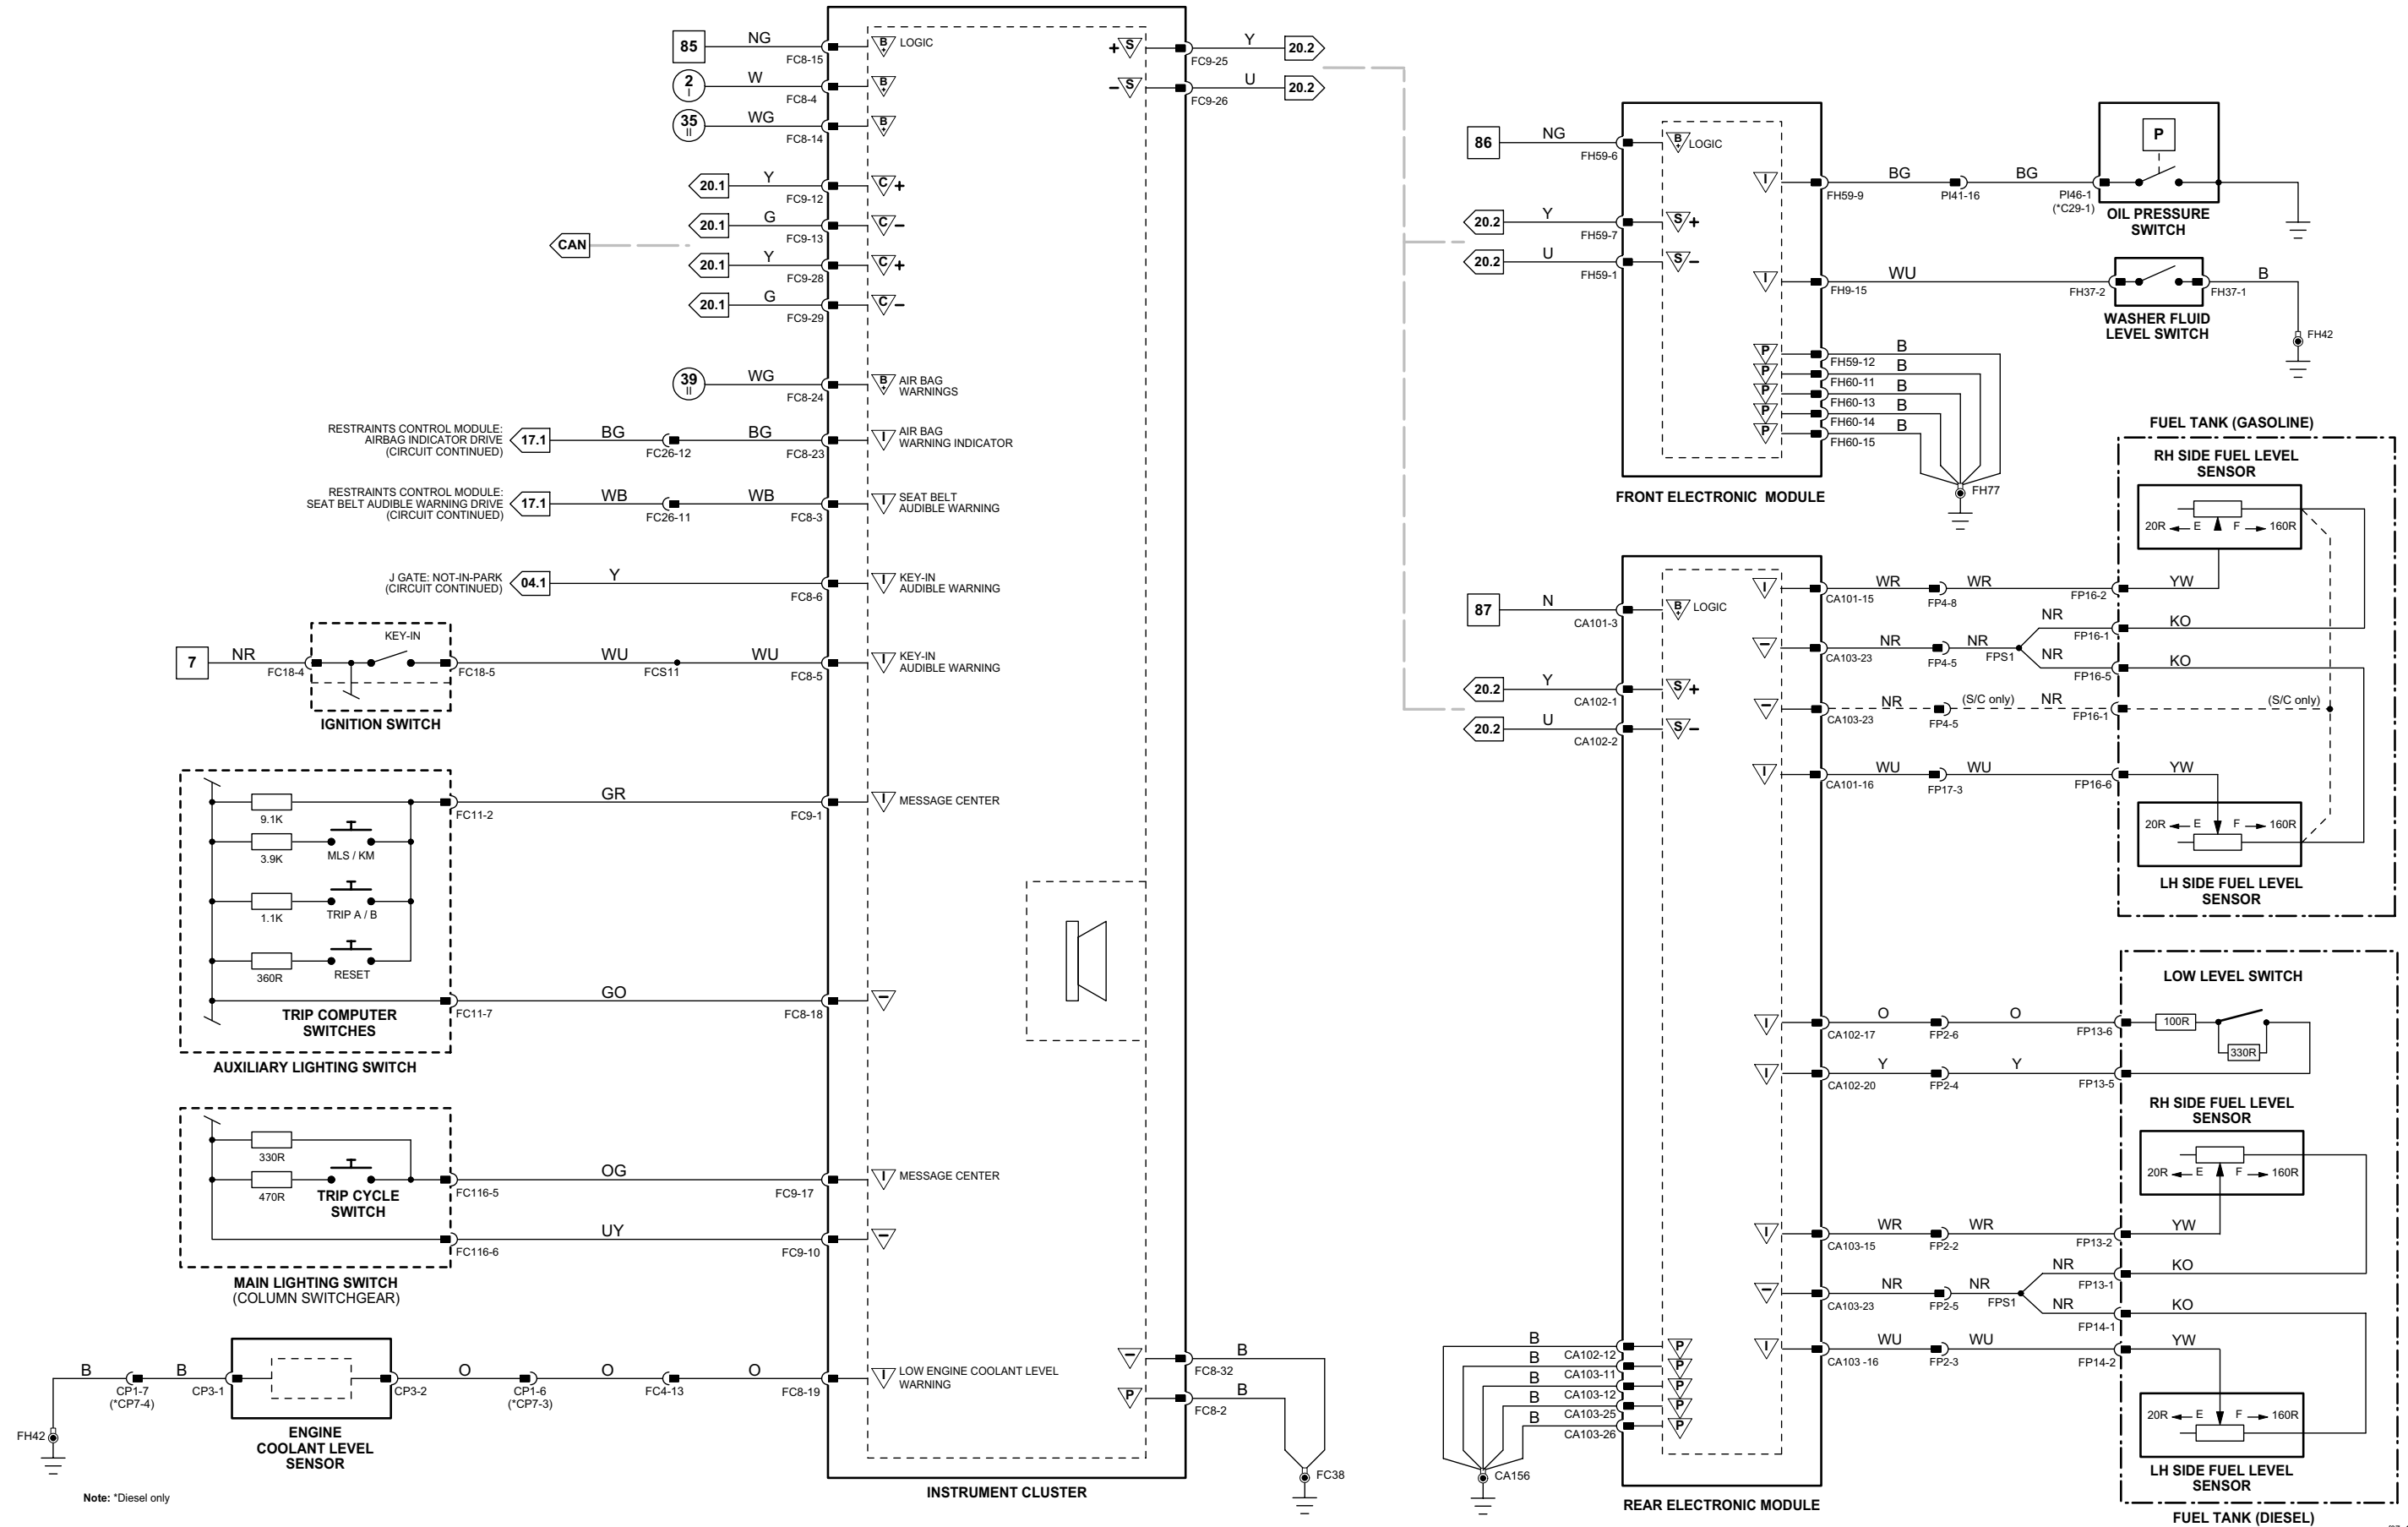 85 NG FC8-15 B+ LOGIC
2 I W FC8-4 B+
35 II WG FC8-14 B+
20.1 Y FC9-12 C +
20.1 G FC9-13 C –
CAN
20.1 Y FC9-28 C +
20.1 G FC9-29 C –
39 II WG FC8-24 B+ AIR BAG
WARNINGS
RESTRAINTS CONTROL MODULE:
AIRBAG INDICATOR DRIVE
(CIRCUIT CONTINUED)
17.1 BG FC26-12 BG FC8-23 I AIR BAG
WARNING INDICATOR
RESTRAINTS CONTROL MODULE:
SEAT BELT AUDIBLE WARNING DRIVE
(CIRCUIT CONTINUED)
17.1 WB FC26-11 WB FC8-3 I SEAT BELT
AUDIBLE WARNING
J GATE: NOT-IN-PARK
(CIRCUIT CONTINUED)
04.1 Y FC8-6 I KEY-IN
AUDIBLE WARNING
7 NR FC18-4 KEY-IN FC18-5 WU FCS11 WU FC8-5 I KEY-IN
AUDIBLE WARNING
IGNITION SWITCH
9.1K FC11-2 GR FC9-1 I MESSAGE CENTER
3.9K MLS / KM
1.1K TRIP A / B
360R RESET
FC11-7 GO FC8-18 –
TRIP COMPUTER
SWITCHES
AUXILIARY LIGHTING SWITCH
330R
470R TRIP CYCLE
SWITCH
FC116-5 OG FC9-17 I MESSAGE CENTER
FC116-6 UY FC9-10 –
MAIN LIGHTING SWITCH
(COLUMN SWITCHGEAR)
FH42 B CP1-7
(*CP7-4)
B CP3-1 CP3-2 O CP1-6
(*CP7-3)
O FC4-13 O FC8-19 I LOW ENGINE COOLANT LEVEL
WARNING
ENGINE
COOLANT LEVEL
SENSOR
Note: *Diesel only
+ S FC9-25 Y 20.2
– S FC9-26 U 20.2
– FC8-32 B
P FC8-2 B
FC38
INSTRUMENT CLUSTER
86 NG FH59-6 B+ LOGIC
20.2 Y FH59-7 S +
20.2 U FH59-1 S –
I FH59-9 BG PI41-16 BG PI46-1
(*C29-1)
P
OIL PRESSURE
SWITCH
I FH9-15 WU FH37-2 FH37-1 B
WASHER FLUID
LEVEL SWITCH
FH42
P FH59-12 B
P FH60-11 B
P FH60-13 B
P FH60-14 B
P FH60-15 B
FH77
FRONT ELECTRONIC MODULE
87 N CA101-3 B+ LOGIC
20.2 Y CA102-1 S +
20.2 U CA102-2 S –
FUEL TANK (GASOLINE)
RH SIDE FUEL LEVEL
SENSOR
20R E F 160R
I CA101-15 WR FP4-8 WR FP16-2 YW
– CA103-23 NR FP4-5 NR FPS1 NR FP16-1 KO
NR FP16-5 KO
– CA103-23 NR FP4-5 (S/C only) NR FP16-1 (S/C only)
I CA101-16 WU FP17-3 WU FP16-6 YW
20R E F 160R
LH SIDE FUEL LEVEL
SENSOR
LOW LEVEL SWITCH
I CA102-17 O FP2-6 O FP13-6 100R
330R
I CA102-20 Y FP2-4 Y FP13-5
RH SIDE FUEL LEVEL
SENSOR
20R E F 160R
I CA103-15 WR FP2-2 WR FP13-2 YW
– CA103-23 NR FP2-5 NR FPS1 NR FP13-1 KO
NR FP14-1 KO
I CA103 -16 WU FP2-3 WU FP14-2 YW
20R E F 160R
LH SIDE FUEL LEVEL
SENSOR
FUEL TANK (DIESEL)
B CA102-12 P
B CA103-11 P
B CA103-12 P
B CA103-25 P
B CA103-26 P
CA156
REAR ELECTRONIC MODULE